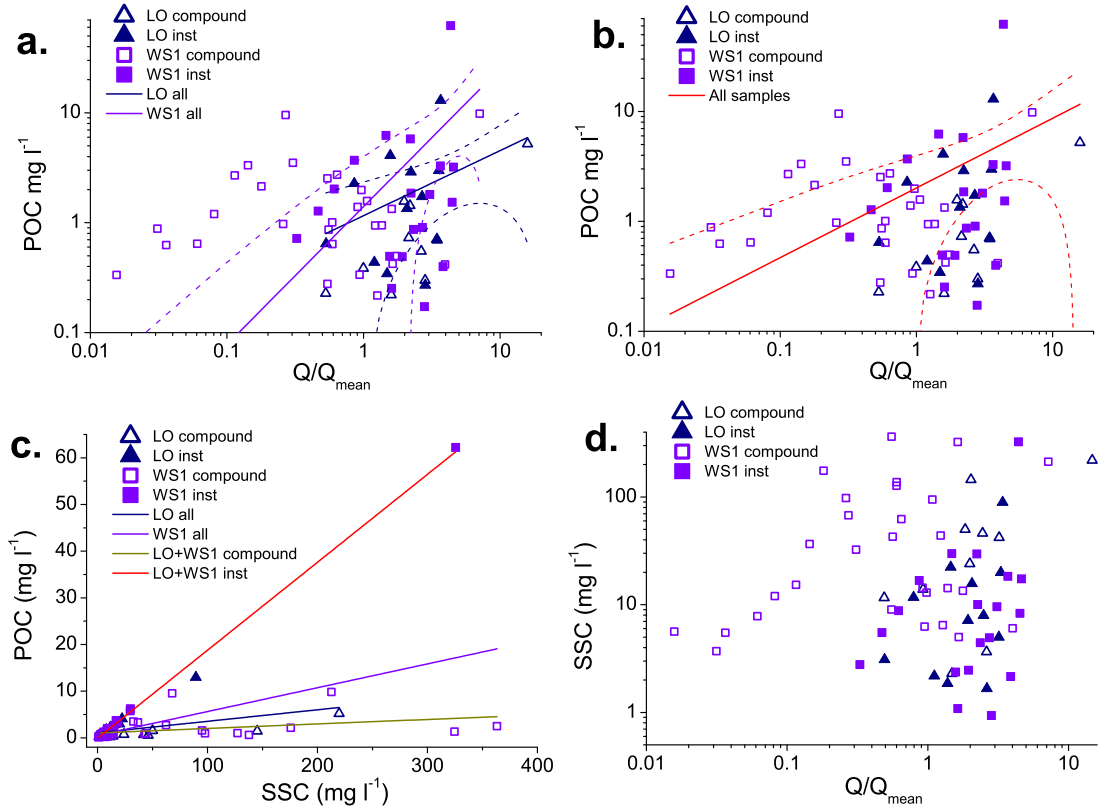 a.
LO compound
LO inst
WS1 compound
WS1 inst
LO all
WS1 all
POC mg l⁻¹
10
1
0.1
0.01 0.1 1 10
Q/Qmean
b.
LO compound
LO inst
WS1 compound
WS1 inst
All samples
POC mg l⁻¹
10
1
0.1
0.01 0.1 1 10
Q/Qmean
c.
LO compound
LO inst
WS1 compound
WS1 inst
LO all
WS1 all
LO+WS1 compound
LO+WS1 inst
POC (mg l⁻¹)
60
50
40
30
20
10
0
0 100 200 300 400
SSC (mg l⁻¹)
d.
LO compound
LO inst
WS1 compound
WS1 inst
SSC (mg l⁻¹)
100
10
1
0.01 0.1 1 10
Q/Qmean